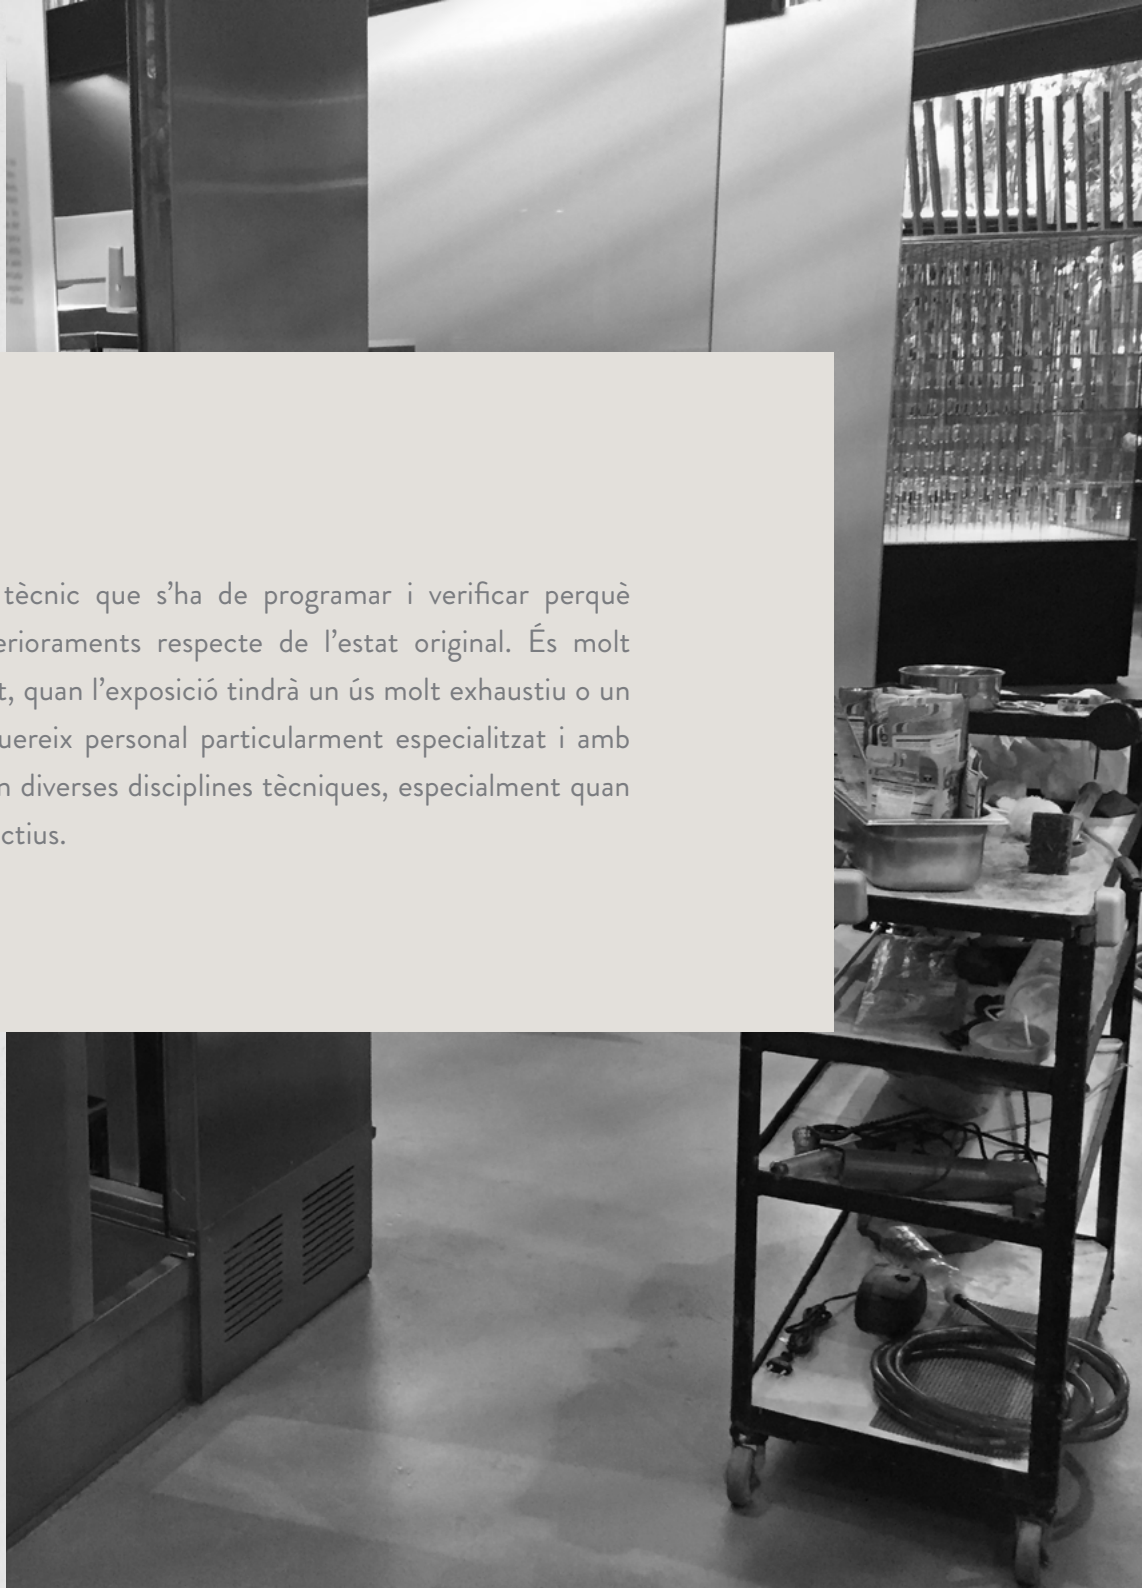 tècnic que s’ha de programar i verificar perquè
erioraments respecte de l’estat original. És molt
t, quan l’exposició tindrà un ús molt exhaustiu o un
uereix personal particularment especialitzat i amb
n diverses disciplines tècniques, especialment quan
ctius.